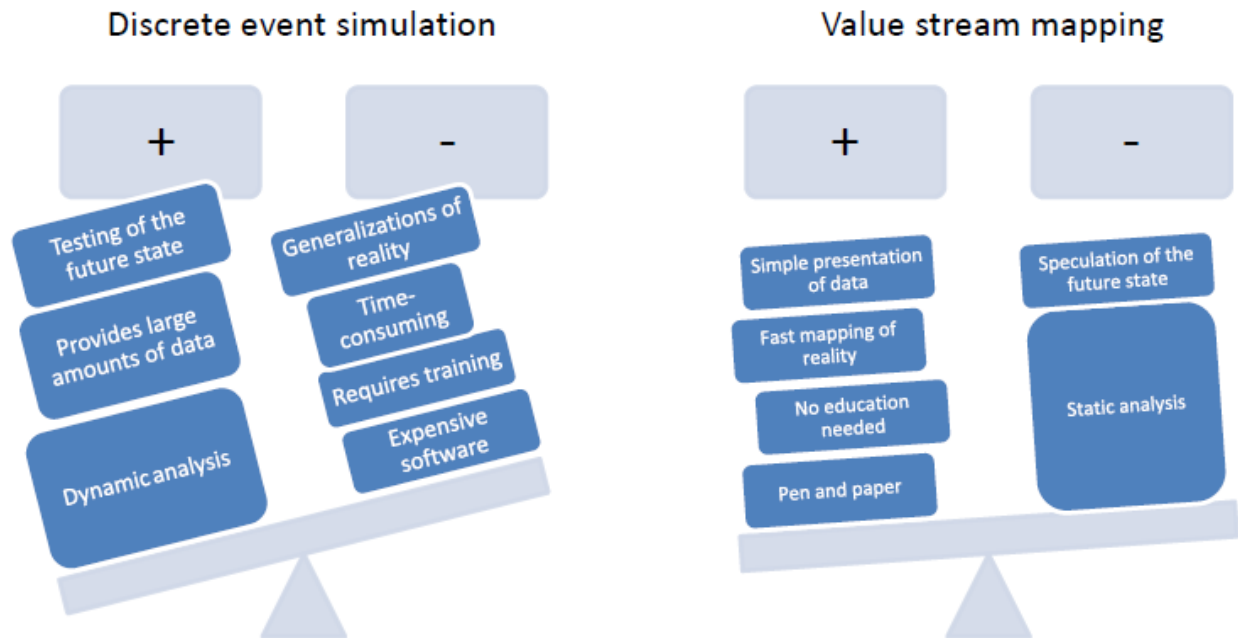 Discrete event simulation
+
-
Testing of the
future state
Provides large
amounts of data
Dynamic analysis
Generalizations of
reality
Time-
consuming
Requires training
Expensive
software
Value stream mapping
+
-
Simple presentation
of data
Fast mapping of
reality
No education
needed
Pen and paper
Speculation of the
future state
Static analysis